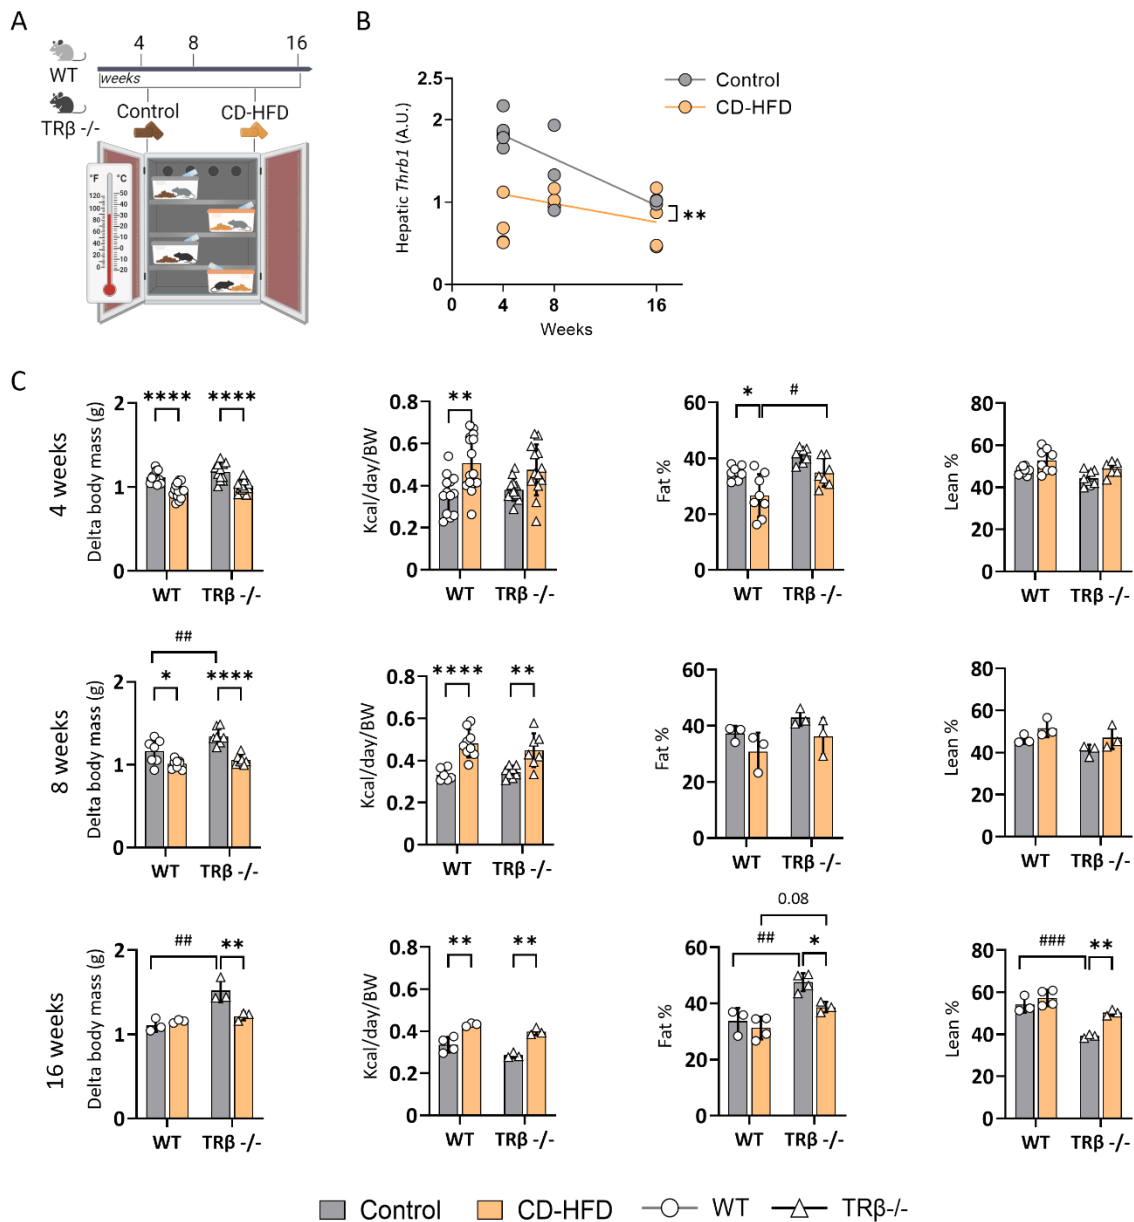 A
4 8 16
WT
weeks
Control CD-HFD
TRβ -/-
°F °C
120 50
100 40
80 30
60 20
40 10
20 -0
0 -10
-20
B
Hepatic Thrb1 (A.U.)
2.5
2
1.5
1
0
0 4 8 16
Weeks
Control
CD-HFD
**
C
4 weeks
Delta body mass (g)
2
1
0
**** ****
WT TRβ -/-
Kcal/day/BW
0.8
0.6
0.4
0.2
0
**
WT TRβ -/-
Fat %
60
40
20
0
* #
WT TRβ -/-
Lean %
80
60
40
20
0
WT TRβ -/-
8 weeks
Delta body mass (g)
2
1
0
##
* ****
WT TRβ -/-
Kcal/day/BW
0.8
0.6
0.4
0.2
0
**** **
WT TRβ -/-
Fat %
60
40
20
0
WT TRβ -/-
Lean %
80
60
40
20
0
WT TRβ -/-
16 weeks
Delta body mass (g)
2
1
0
## **
WT TRβ -/-
Kcal/day/BW
0.8
0.6
0.4
0.2
0
** **
WT TRβ -/-
Fat %
60
40
20
0
0.08
## *
WT TRβ -/-
Lean %
80
60
40
20
0
### **
WT TRβ -/-
Control CD-HFD WT TRβ-/-